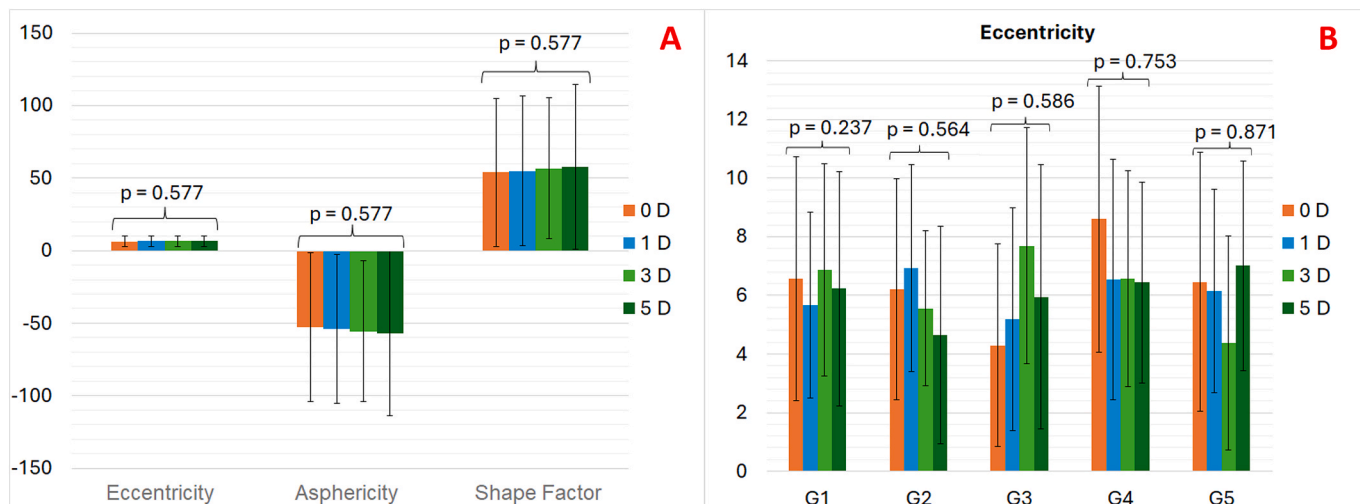 A
150
100
50
0
-50
-100
-150
p = 0.577
p = 0.577
p = 0.577
Eccentricity
Asphericity
Shape Factor
0 D
1 D
3 D
5 D
B
Eccentricity
14
12
10
8
6
4
2
0
p = 0.237
p = 0.564
p = 0.586
p = 0.753
p = 0.871
G1
G2
G3
G4
G5
0 D
1 D
3 D
5 D